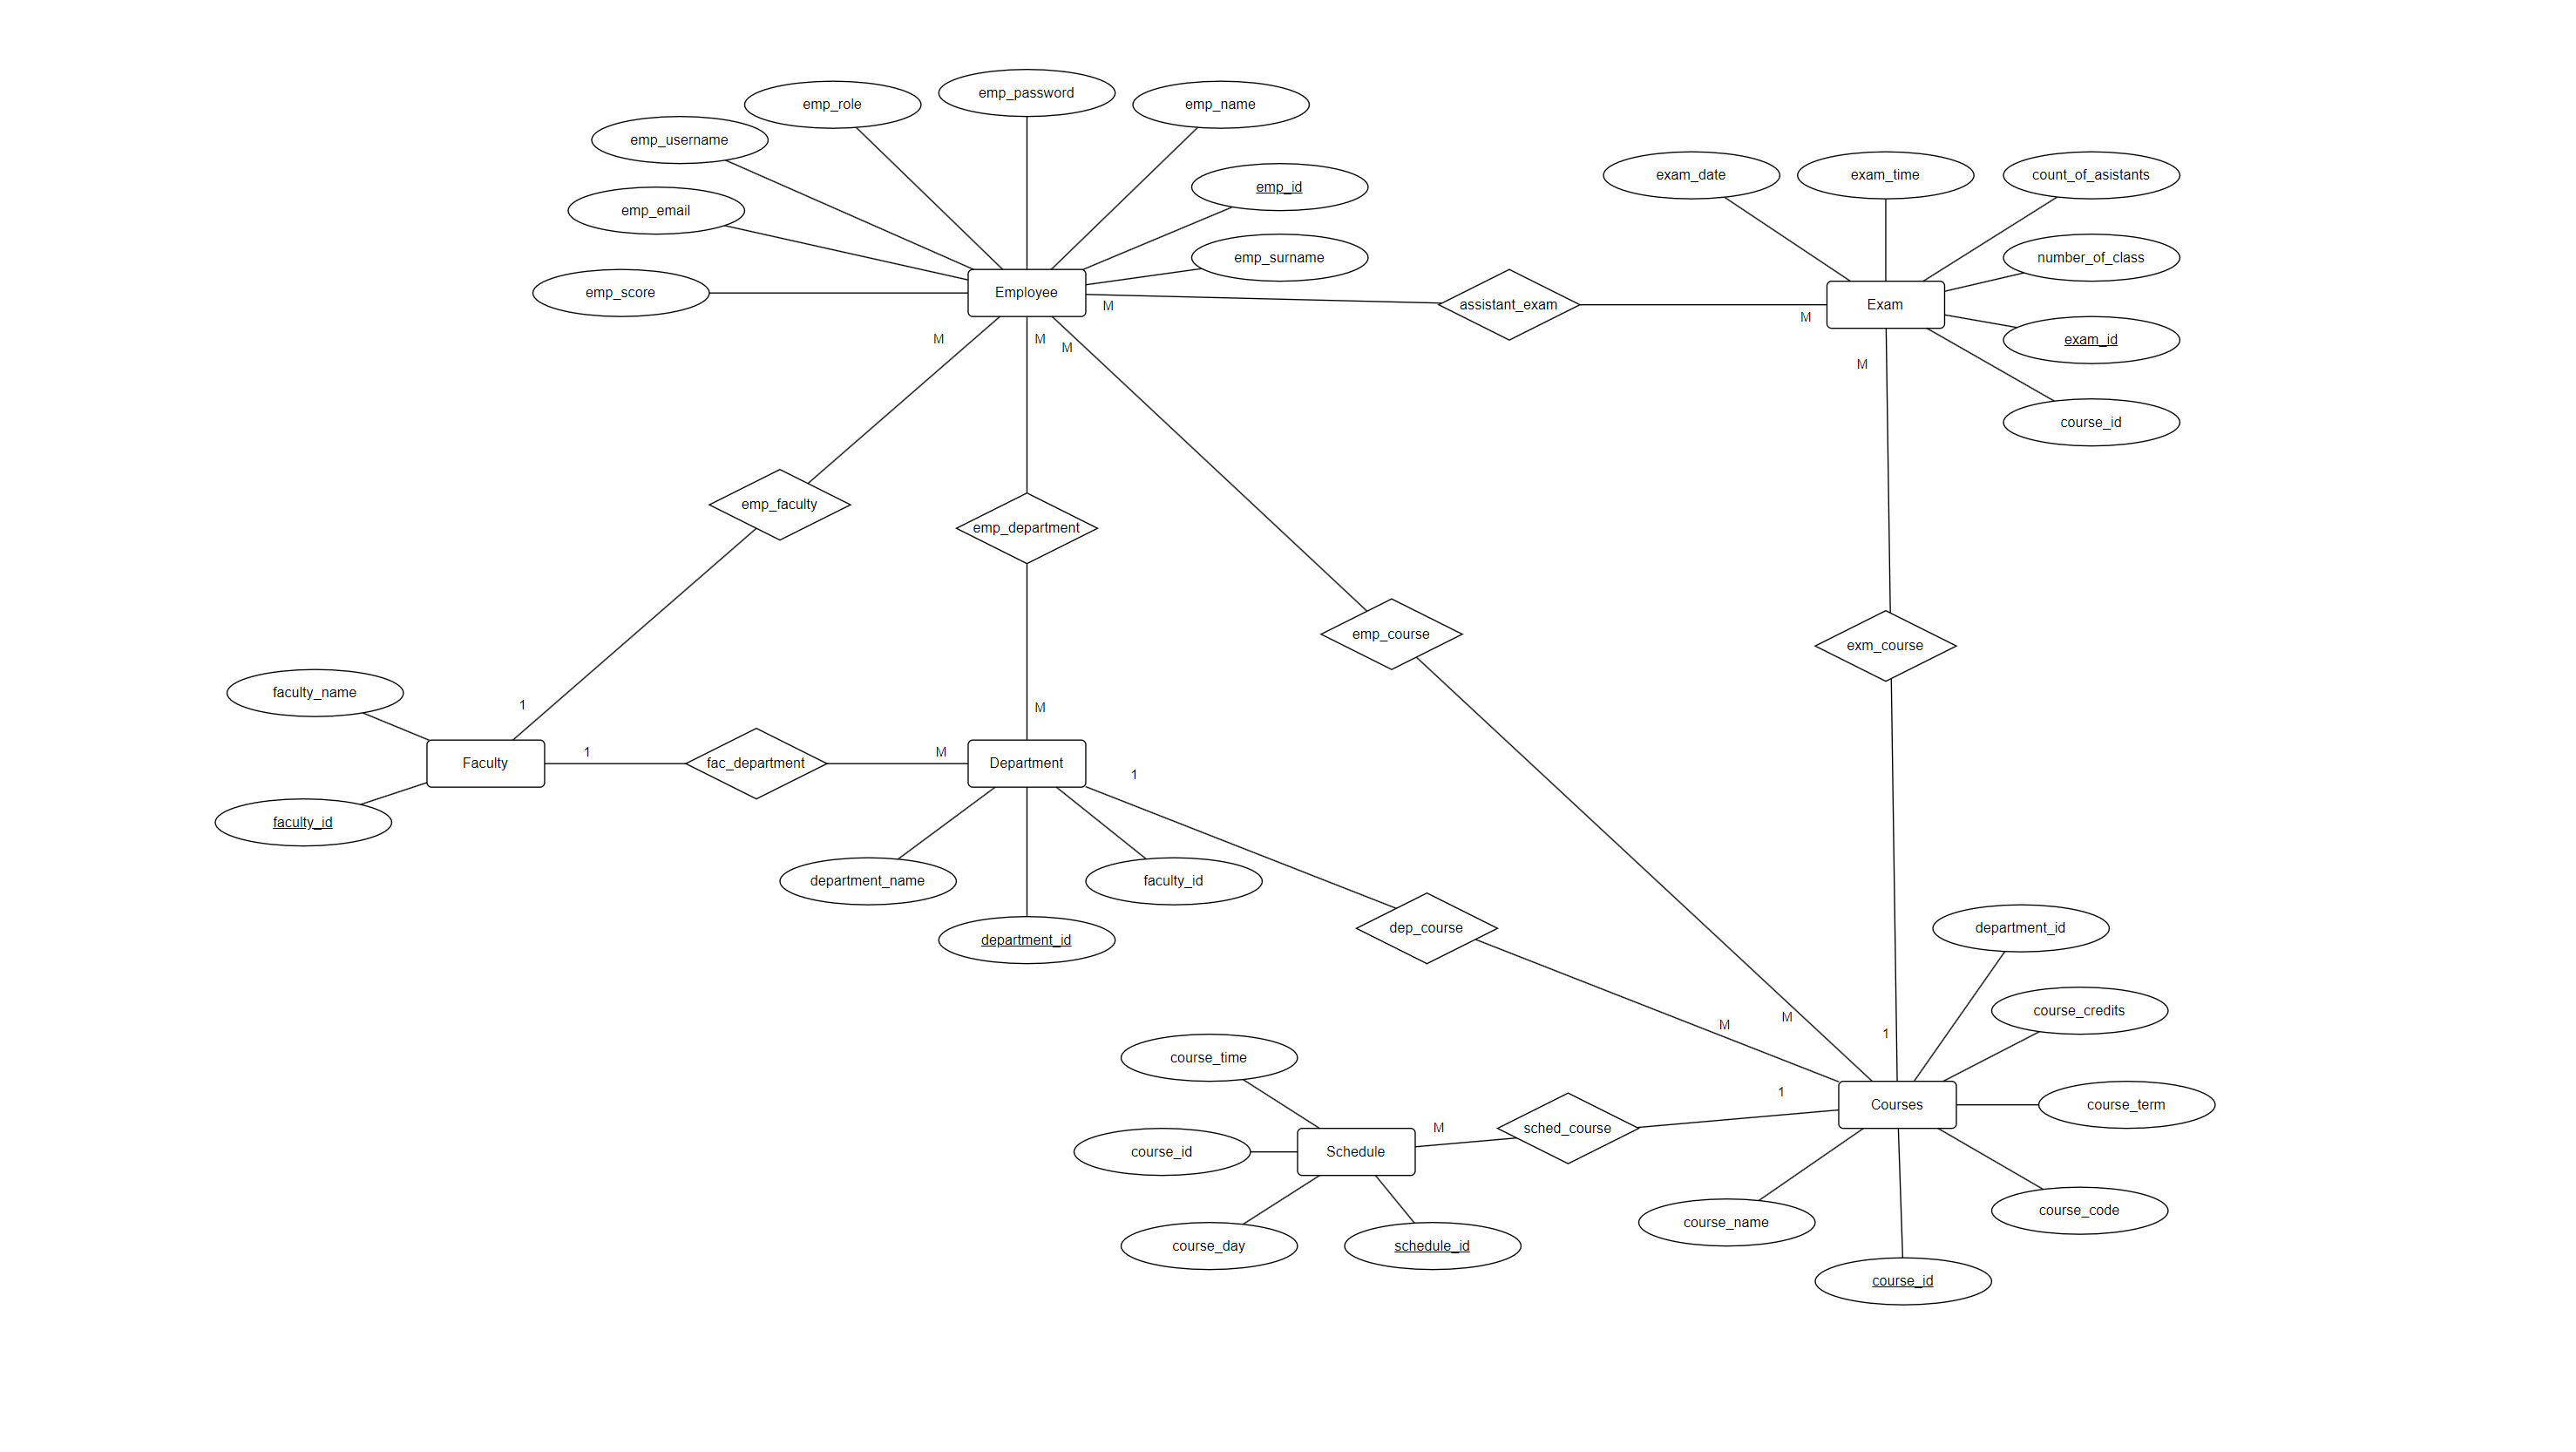 emp_password
emp_role
emp_name
emp_username
exam_date
exam_time
count_of_asistants
emp_id
emp_email
emp_surname
number_of_class
emp_score
Employee
M
assistant_exam
M
Exam
M
M
M
exam_id
M
course_id
emp_faculty
emp_department
emp_course
exm_course
faculty_name
1
M
Faculty
1
fac_department
M
Department
1
faculty_id
department_name
faculty_id
department_id
dep_course
department_id
course_credits
M
M
1
course_time
1
Courses
course_term
M
sched_course
course_id
Schedule
course_name
course_code
course_day
schedule_id
course_id